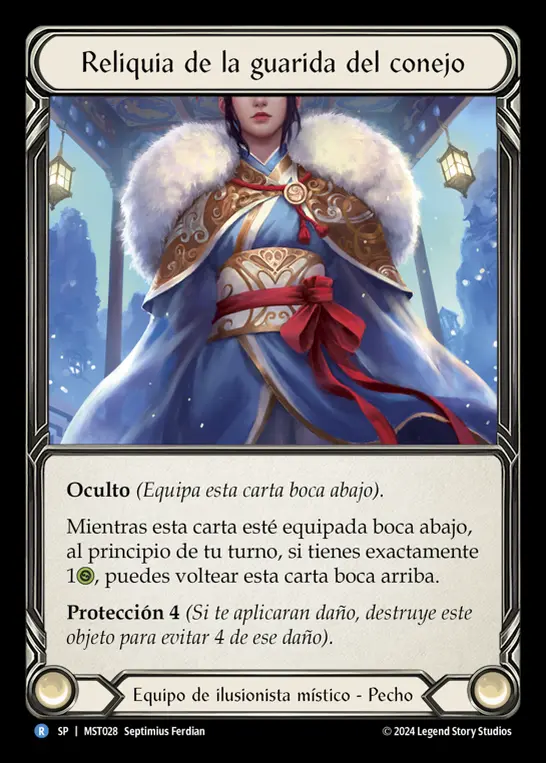 Reliquia de la guarida del conejo
Oculto (Equipa esta carta boca abajo).
Mientras esta carta esté equipada boca abajo,
al principio de tu turno, si tienes exactamente
1, puedes voltear esta carta boca arriba.
Protección 4 (Si te aplicaran daño, destruye este
objeto para evitar 4 de ese daño).
Equipo de ilusionista místico - Pecho
R SP | MST028 Septimius Ferdian
© 2024 Legend Story Studios